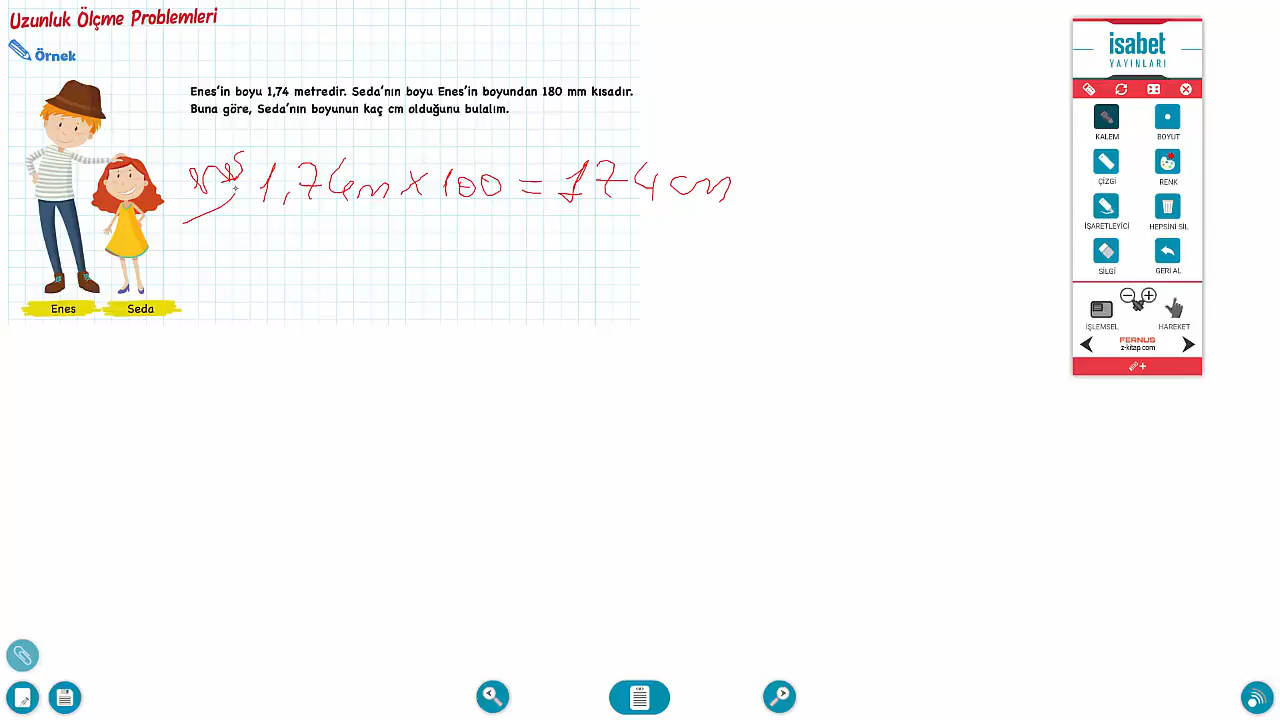 Uzunluk Ölçme Problemleri
Örnek
Enes'in boyu 1,74 metredir. Seda'nın boyu Enes'in boyundan 180 mm kısadır.
Buna göre, Seda'nın boyunun kaç cm olduğunu bulalım.
enes 1,74m x 100 = 174 cm
Enes Seda
isabet
YAYINLARI
KALEM BOYUT
ÇİZGİ RENK
İŞARETLEYİCİ HEPSİNİ SİL
SİLGİ GERİ AL
İŞLEMSEL HAREKET
FERNUS
z-kitap.com